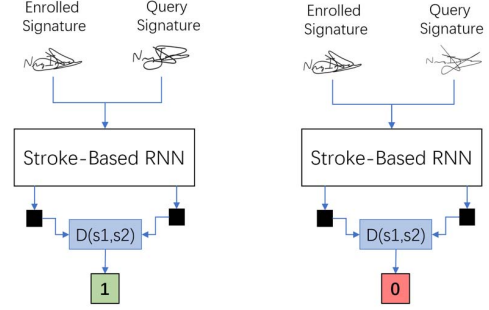 Enrolled
Signature
Query
Signature
Stroke-Based RNN
D(s1,s2)
1
Enrolled
Signature
Query
Signature
Stroke-Based RNN
D(s1,s2)
0